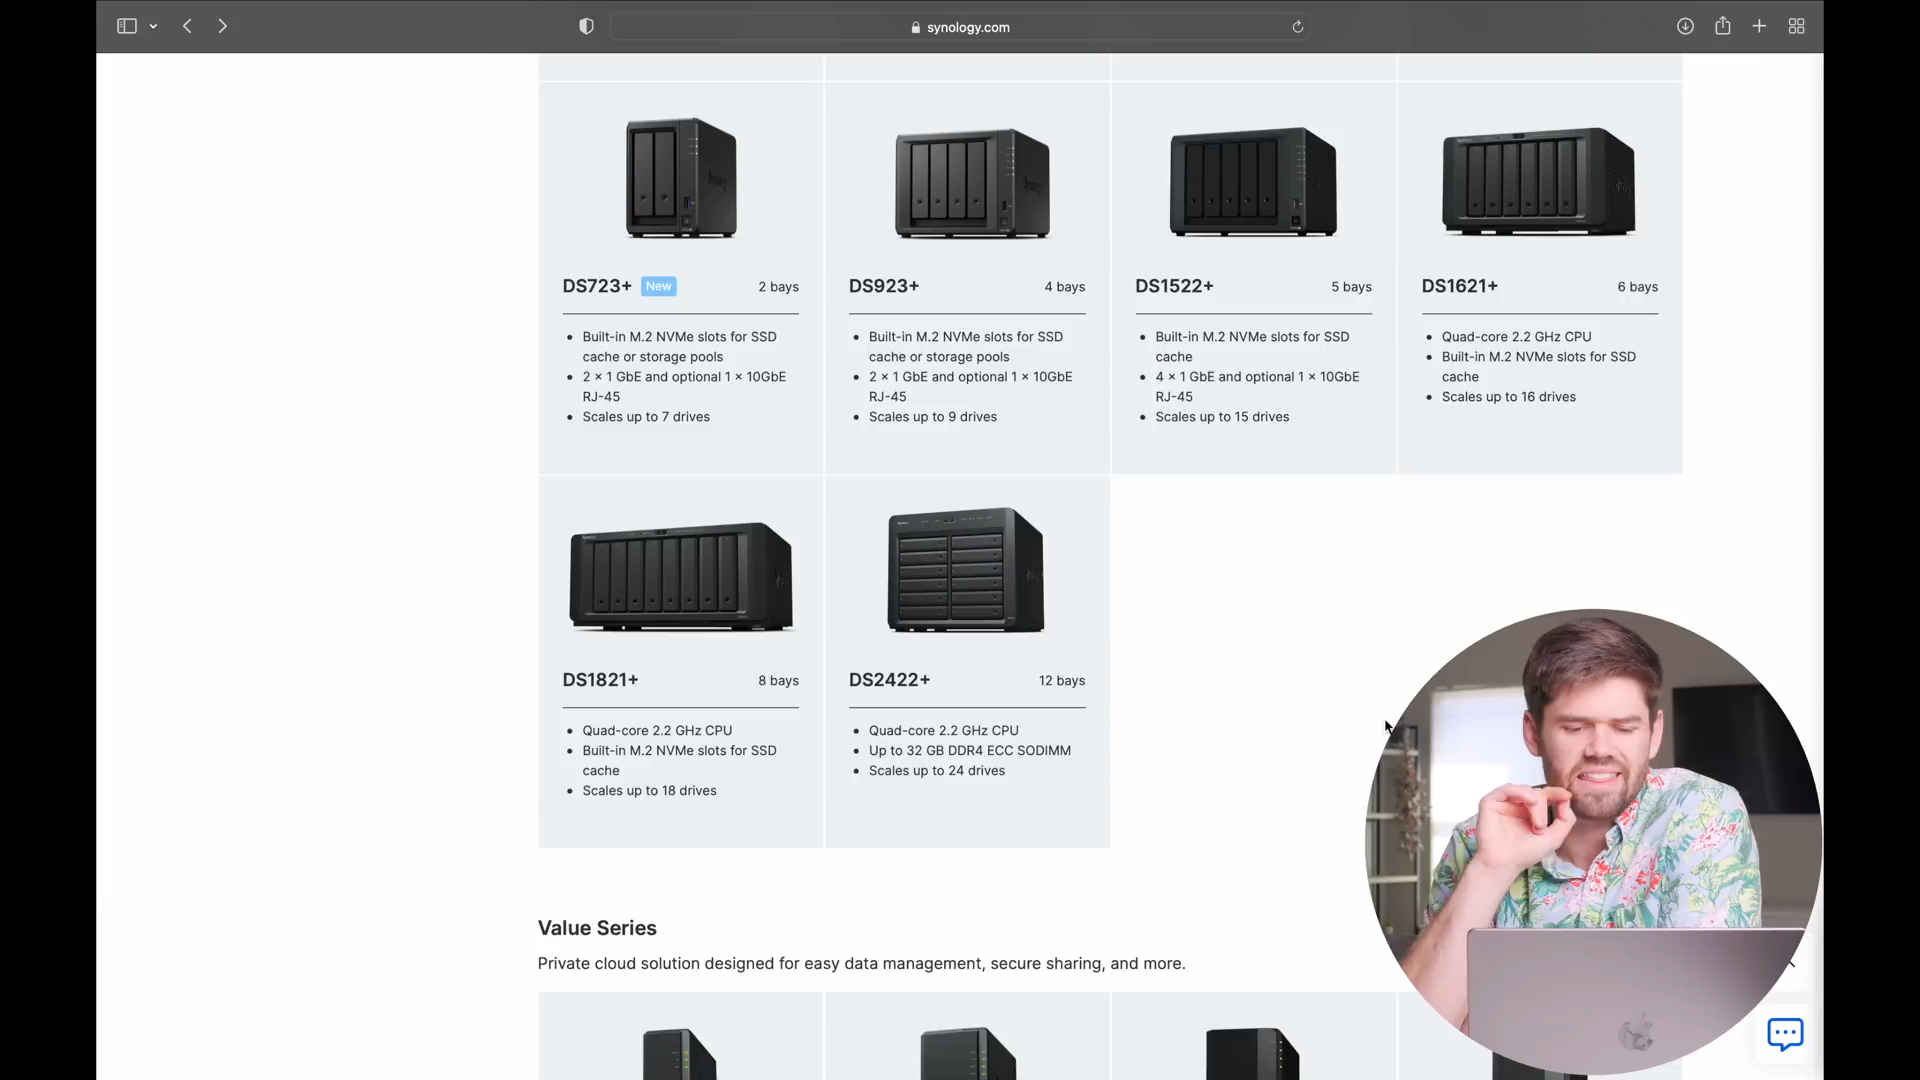 synology.com
DS723+ New 2 bays
Built-in M.2 NVMe slots for SSD
cache or storage pools
2 × 1 GbE and optional 1 × 10GbE
RJ-45
Scales up to 7 drives
DS923+ 4 bays
Built-in M.2 NVMe slots for SSD
cache or storage pools
2 × 1 GbE and optional 1 × 10GbE
RJ-45
Scales up to 9 drives
DS1522+ 5 bays
Built-in M.2 NVMe slots for SSD
cache
4 × 1 GbE and optional 1 × 10GbE
RJ-45
Scales up to 15 drives
DS1621+ 6 bays
Quad-core 2.2 GHz CPU
Built-in M.2 NVMe slots for SSD
cache
Scales up to 16 drives
DS1821+ 8 bays
Quad-core 2.2 GHz CPU
Built-in M.2 NVMe slots for SSD
cache
Scales up to 18 drives
DS2422+ 12 bays
Quad-core 2.2 GHz CPU
Up to 32 GB DDR4 ECC SODIMM
Scales up to 24 drives
Value Series
Private cloud solution designed for easy data management, secure sharing, and more.